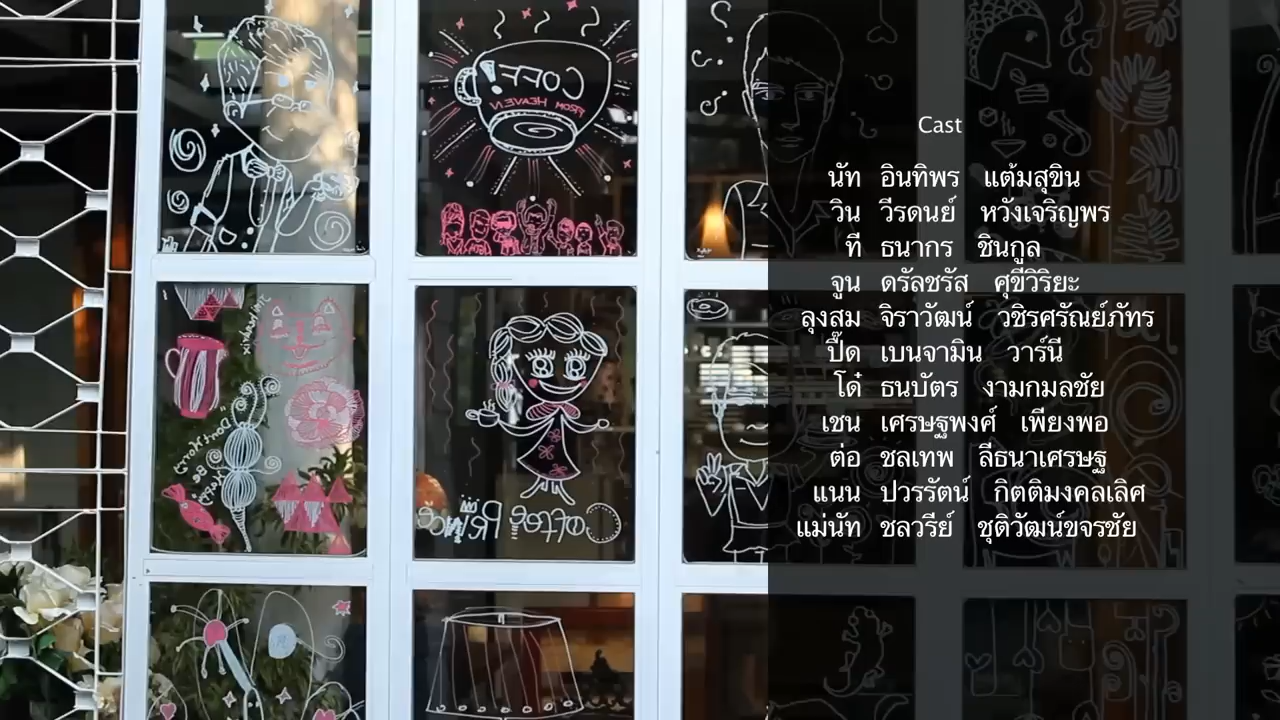 COFF
FROM HEAVEN
Don't Worry
Be Happy
Coffee Prince
Cast
นัท อินทิพร แต้มสุขิน
วิน วีรดนย์ หวังเจริญพร
ที ธนากร ชินกูล
จูน ดรัลชรัส ศุขีวิริยะ
ลุงสม จิราวัฒน์ วชิรศรัณย์ภัทร
ปี๊ด เบนจามิน วาร์นี
โด๋ ธนบัตร งามกมลชัย
เชน เศรษฐพงศ์ เพียงพอ
ต่อ ชลเทพ ลีธนาเศรษฐ
แนน ปวรรัตน์ กิตติมงคลเลิศ
แม่นัท ชลวรีย์ ชุติวัฒน์ขจรชัย